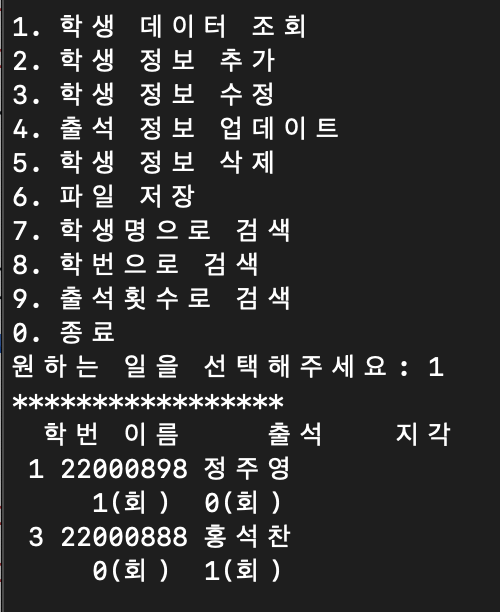 1. 학생 데이터 조회
2. 학생 정보 추가
3. 학생 정보 수정
4. 출석 정보 업데이트
5. 학생 정보 삭제
6. 파일 저장
7. 학생명으로 검색
8. 학번으로 검색
9. 출석횟수로 검색
0. 종료
원하는 일을 선택해주세요: 1
*****************
학번 이름 출석 지각
1 22000898 정주영
1(회) 0(회)
3 22000888 홍석찬
0(회) 1(회)